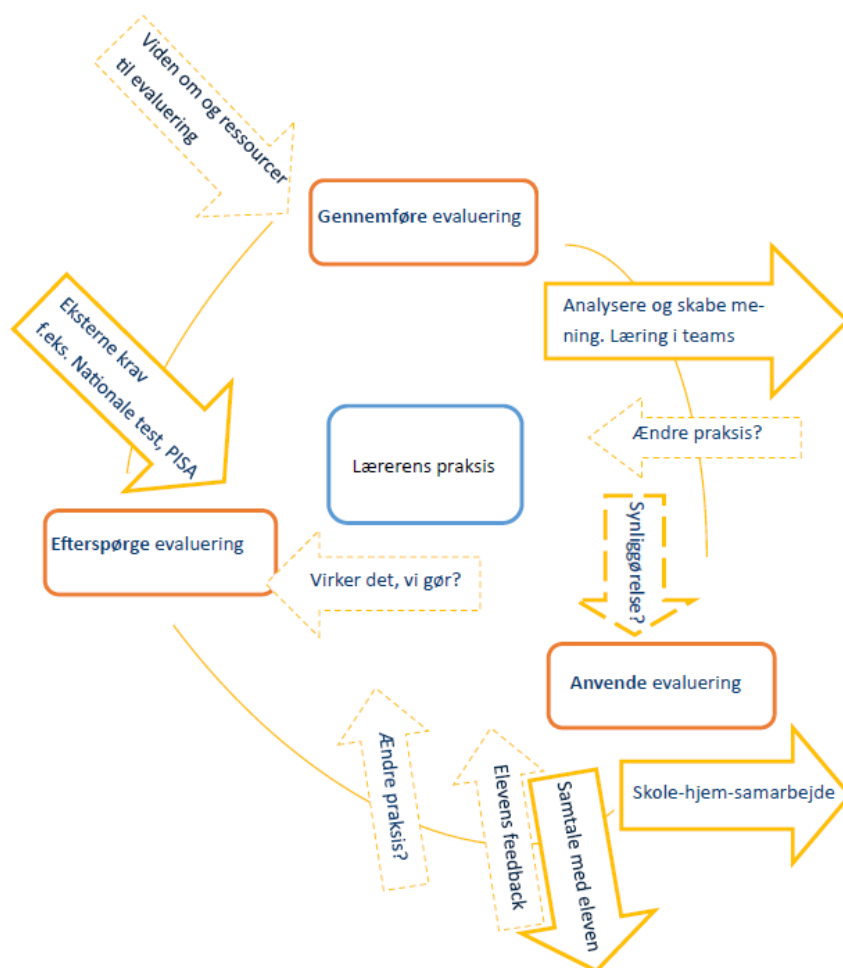 Viden om og ressourcer
til evaluering
Gennemføre evaluering
Eksterne krav
f.eks. Nationale test, PISA
Analysere og skabe me-
ning. Læring i teams
Ændre praksis?
Lærerens praksis
Efterspørge evaluering
Virker det, vi gør?
Synliggørelse?
Anvende evaluering
Ændre praksis?
Elevens feedback
Samtale med eleven
Skole-hjem-samarbejde